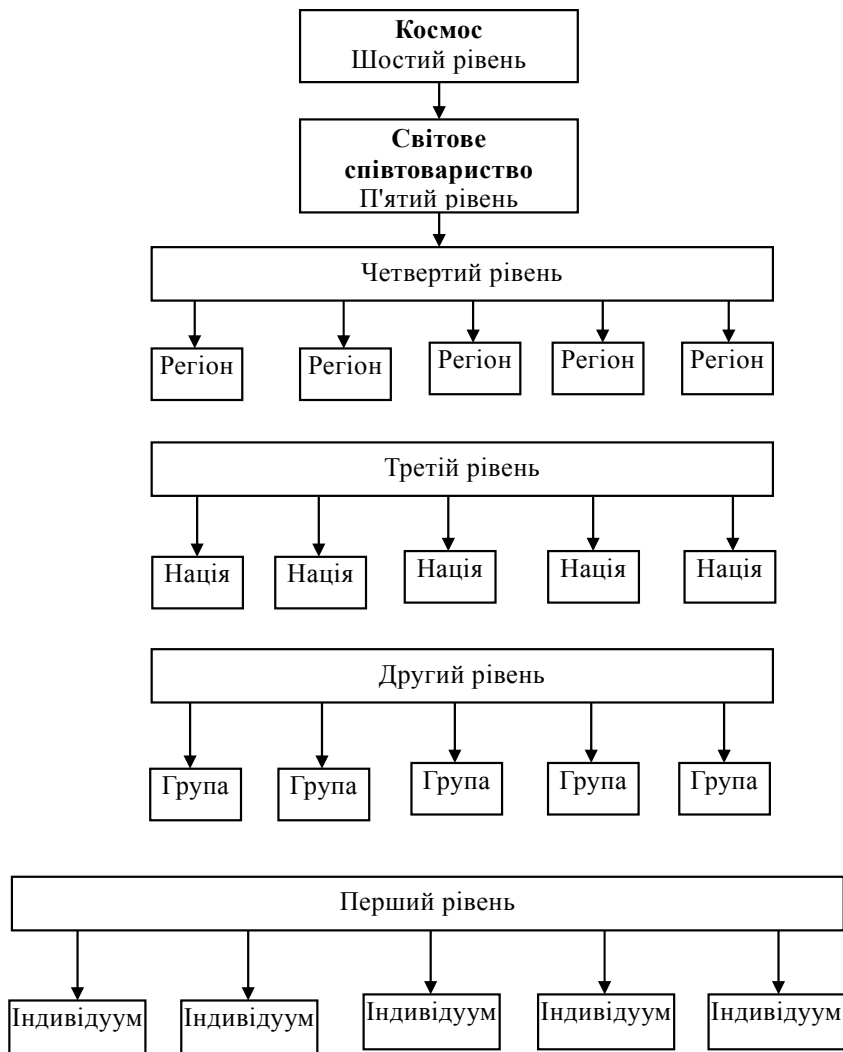 Космос
Шостий рівень
Світове
співтовариство
П'ятий рівень
Четвертий рівень
Регіон Регіон Регіон Регіон Регіон
Третій рівень
Нація Нація Нація Нація Нація
Другий рівень
Група Група Група Група Група
Перший рівень
Індивідуум Індивідуум Індивідуум Індивідуум Індивідуум